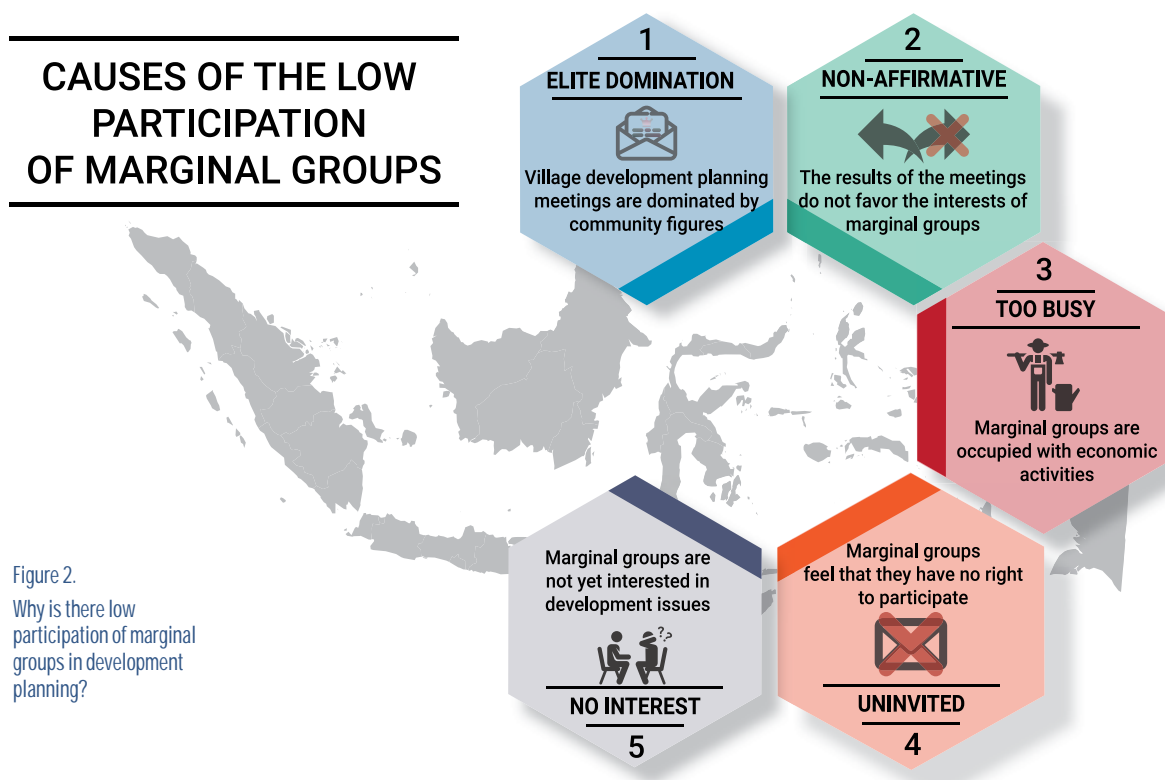 CAUSES OF THE LOW
PARTICIPATION
OF MARGINAL GROUPS
1
ELITE DOMINATION
Village development planning
meetings are dominated by
community figures
2
NON-AFFIRMATIVE
The results of the meetings
do not favor the interests of
marginal groups
3
TOO BUSY
Marginal groups are
occupied with economic
activities
Marginal groups
feel that they have no right
to participate
UNINVITED
4
Marginal groups are
not yet interested in
development issues
??
NO INTEREST
5
Figure 2.
Why is there low
participation of marginal
groups in development
planning?